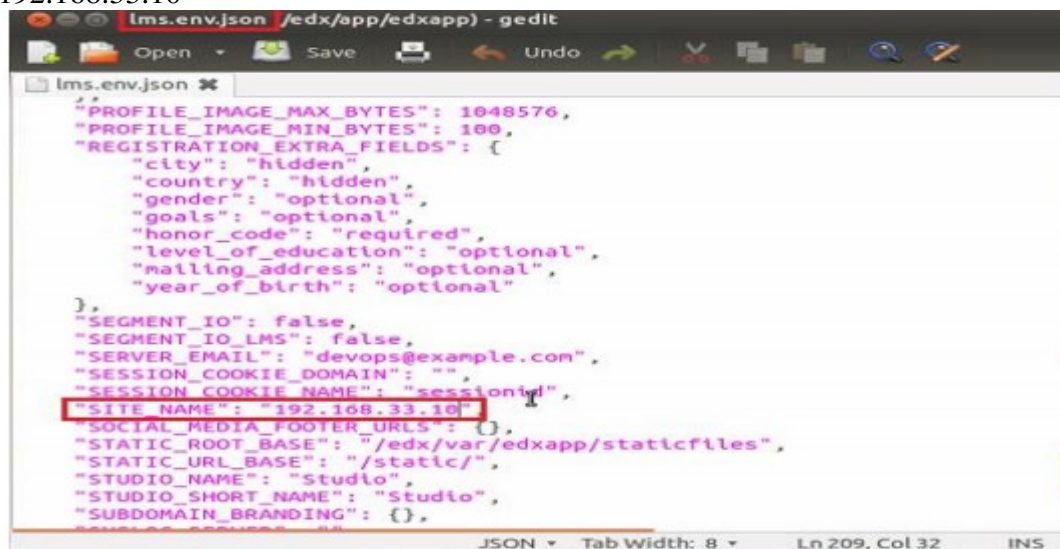 192.168.33.10
lms.env.json (/edx/app/edxapp) - gedit
Open Save Undo
lms.env.json
},
"PROFILE_IMAGE_MAX_BYTES": 1048576,
"PROFILE_IMAGE_MIN_BYTES": 100,
"REGISTRATION_EXTRA_FIELDS": {
"city": "hidden",
"country": "hidden",
"gender": "optional",
"goals": "optional",
"honor_code": "required",
"level_of_education": "optional",
"mailing_address": "optional",
"year_of_birth": "optional"
},
"SEGMENT_IO": false,
"SEGMENT_IO_LMS": false,
"SERVER_EMAIL": "devops@example.com",
"SESSION_COOKIE_DOMAIN": "",
"SESSION_COOKIE_NAME": "sessionid",
"SITE_NAME": "192.168.33.10",
"SOCIAL_MEDIA_FOOTER_URLS": {},
"STATIC_ROOT_BASE": "/edx/var/edxapp/staticfiles",
"STATIC_URL_BASE": "/static/",
"STUDIO_NAME": "Studio",
"STUDIO_SHORT_NAME": "Studio",
"SUBDOMAIN_BRANDING": {},
JSON Tab Width: 8 Ln 209, Col 32 INS